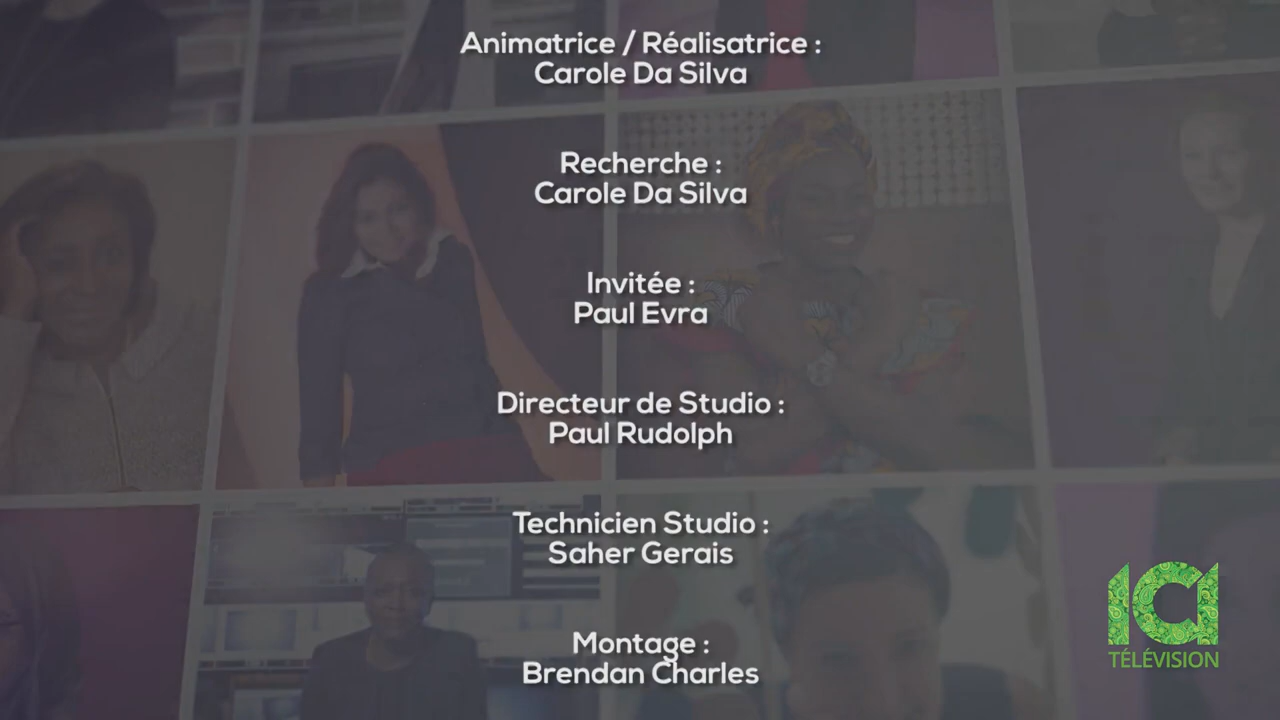 Animatrice / Réalisatrice :
Carole Da Silva
Recherche :
Carole Da Silva
Invitée :
Paul Evra
Directeur de Studio :
Paul Rudolph
Technicien Studio :
Saher Gerais
Montage :
Brendan Charles
ICI
TÉLÉVISION